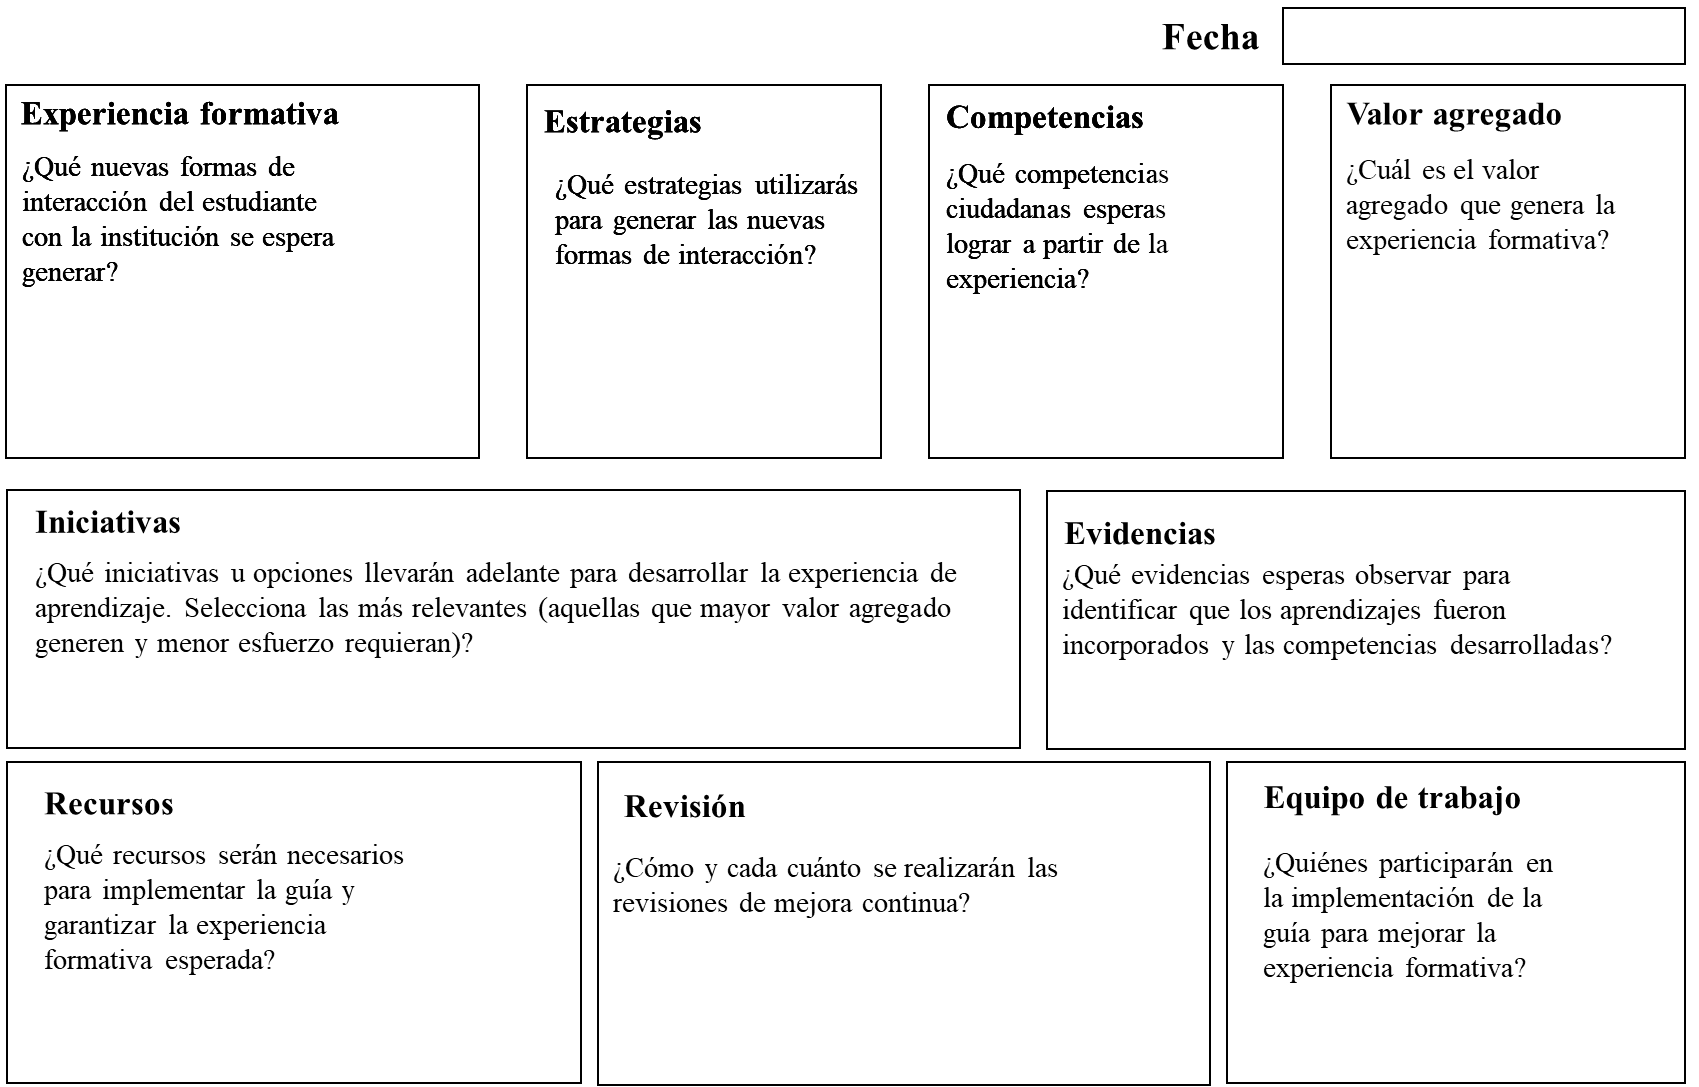 Fecha
Experiencia formativa
¿Qué nuevas formas de
interacción del estudiante
con la institución se espera
generar?
Estrategias
¿Qué estrategias utilizarás
para generar las nuevas
formas de interacción?
Competencias
¿Qué competencias
ciudadanas esperas
lograr a partir de la
experiencia?
Valor agregado
¿Cuál es el valor
agregado que genera la
experiencia formativa?
Iniciativas
¿Qué iniciativas u opciones llevarán adelante para desarrollar la experiencia de
aprendizaje. Selecciona las más relevantes (aquellas que mayor valor agregado
generen y menor esfuerzo requieran)?
Evidencias
¿Qué evidencias esperas observar para
identificar que los aprendizajes fueron
incorporados y las competencias desarrolladas?
Recursos
¿Qué recursos serán necesarios
para implementar la guía y
garantizar la experiencia
formativa esperada?
Revisión
¿Cómo y cada cuánto se realizarán las
revisiones de mejora continua?
Equipo de trabajo
¿Quiénes participarán en
la implementación de la
guía para mejorar la
experiencia formativa?